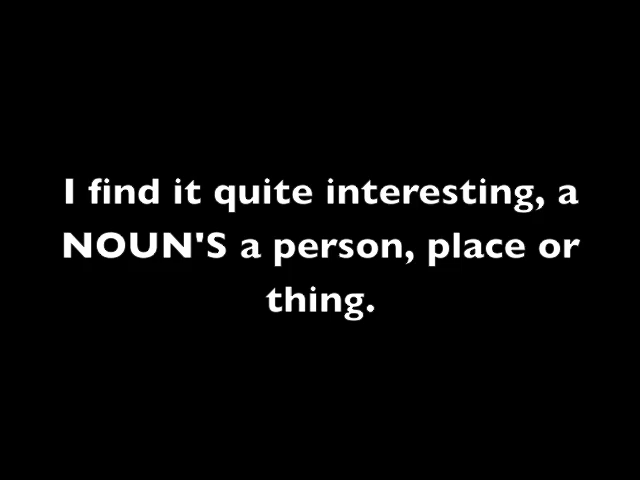 I find it quite interesting, a
NOUN'S a person, place or
thing.